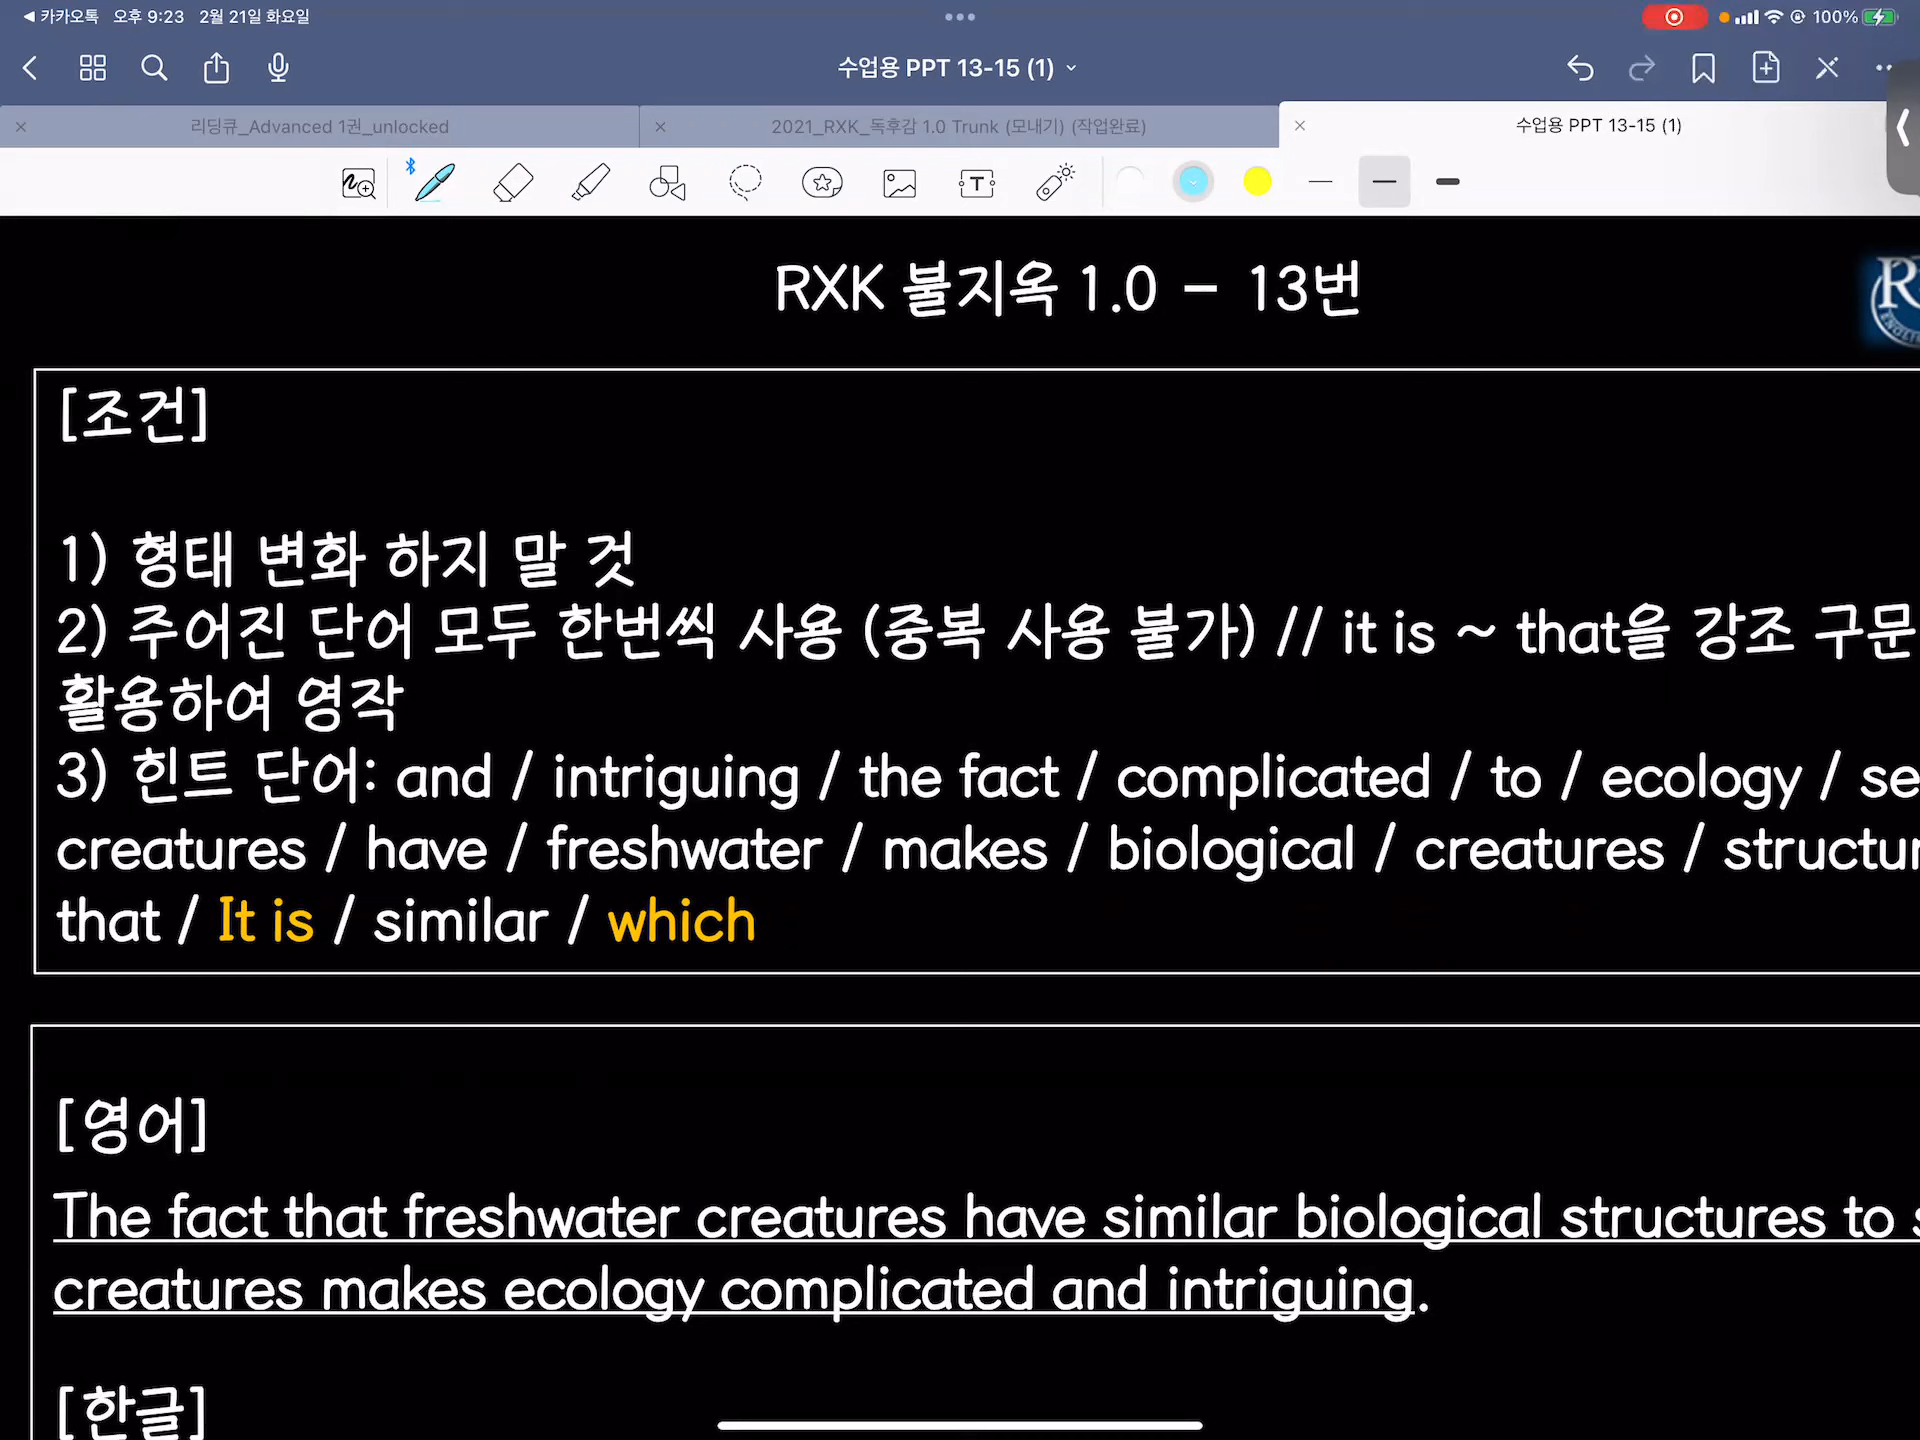 ◀ 카카오톡 오후 9:23 2월 21일 화요일
100%
수업용 PPT 13-15 (1)
리딩큐_Advanced 1권_unlocked
2021_RXK_독후감 1.0 Trunk (모내기) (작업완료)
수업용 PPT 13-15 (1)
RXK 불지옥 1.0 – 13번
[조건]
1) 형태 변화 하지 말 것
2) 주어진 단어 모두 한번씩 사용 (중복 사용 불가) // it is ~ that을 강조 구문
활용하여 영작
3) 힌트 단어: and / intriguing / the fact / complicated / to / ecology /
creatures / have / freshwater / makes / biological / creatures /
that / It is / similar / which
[영어]
The fact that freshwater creatures have similar biological structures to
creatures makes ecology complicated and intriguing.
[한글]